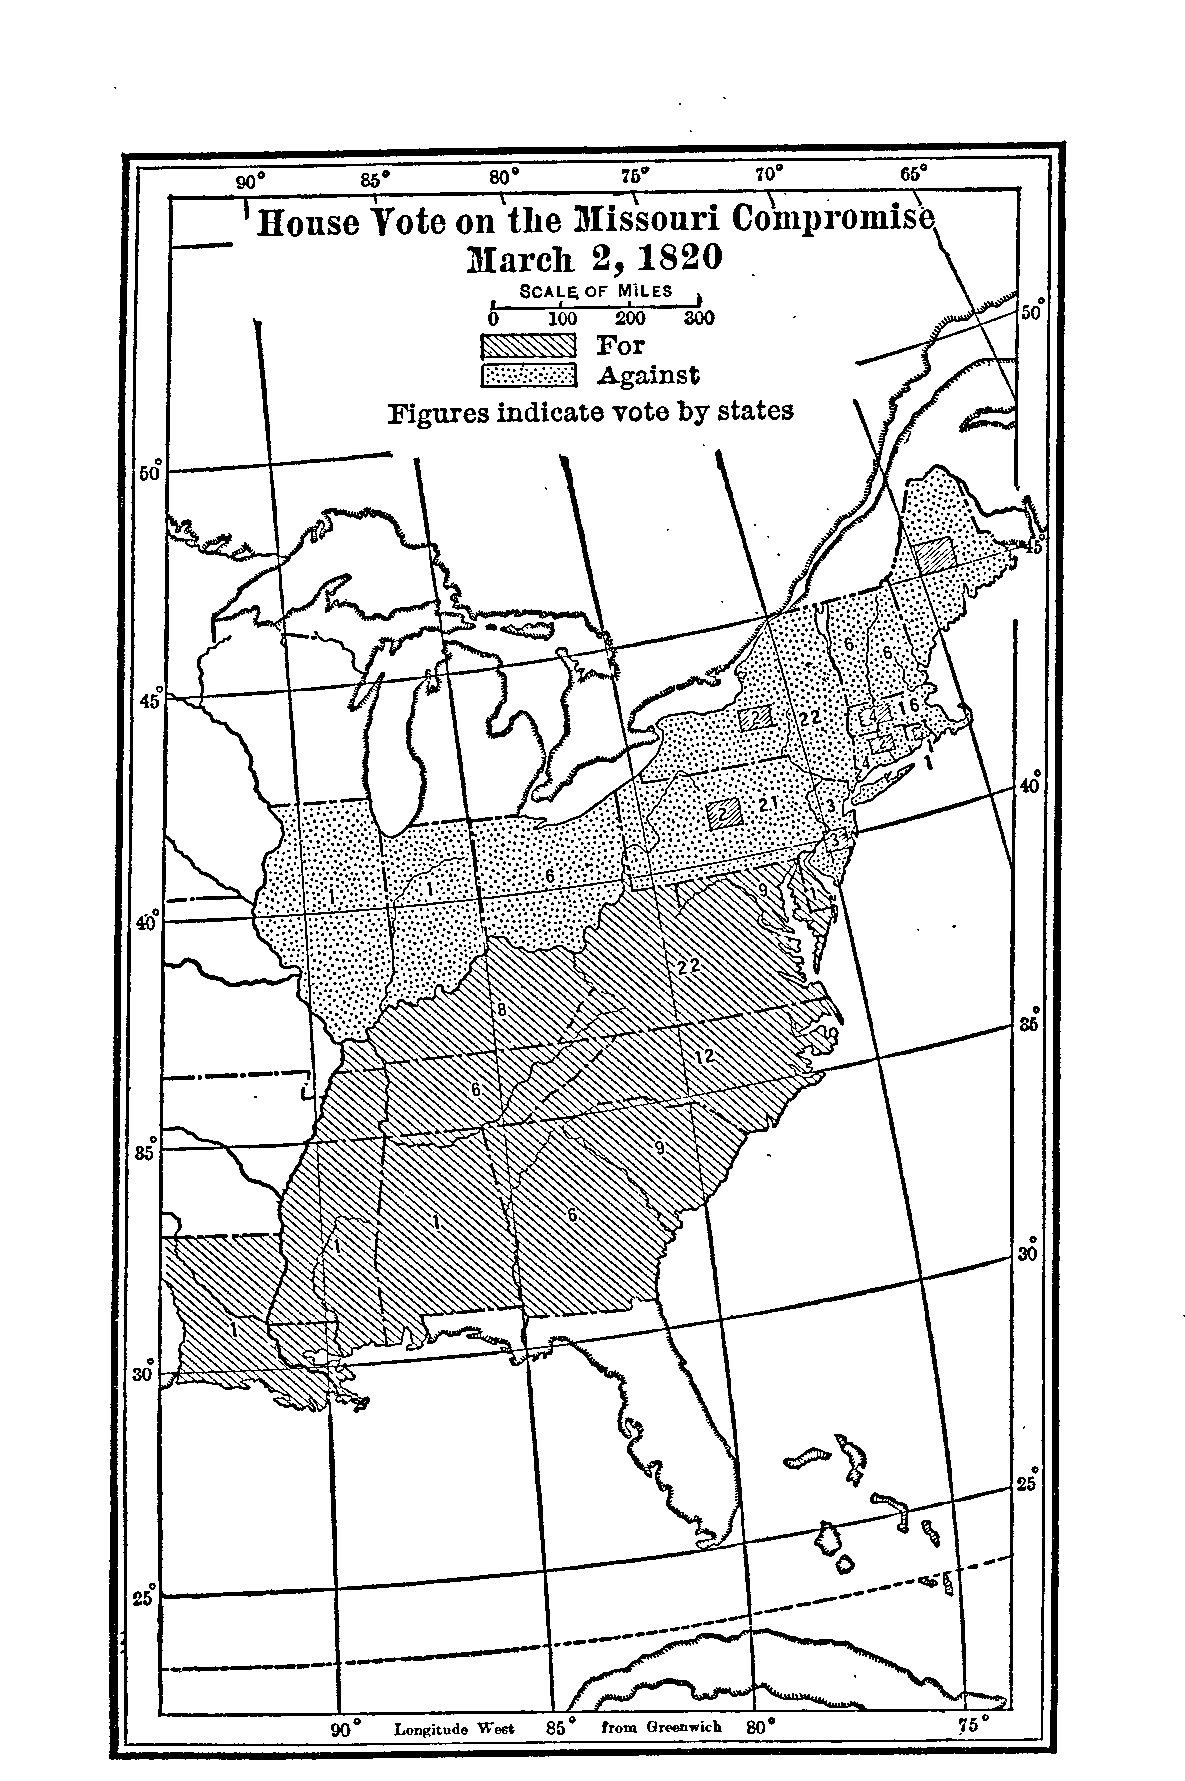 90° 85° 80° 75° 70° 65°
House Vote on the Missouri Compromise
March 2, 1820
SCALE OF MILES
0 100 200 300
For
Against
Figures indicate vote by states
50°
50°
45°
45°
6 6
2 22 4 16
2
4 1
40°
2 21 3
3
1 1 6
9
40°
22
8
35°
12
6
35°
9
1 6
1
30°
1
30°
25°
25°
90° Longitude West 85° from Greenwich 80° 75°